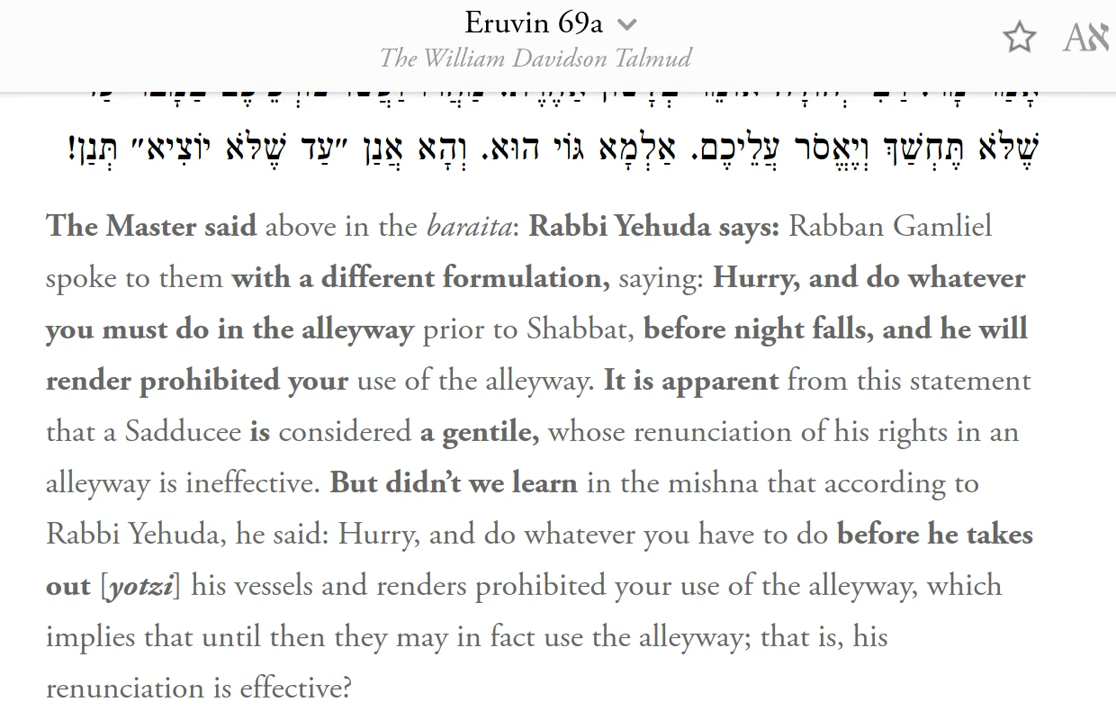 Eruvin 69a
The William Davidson Talmud
Aא
שֶׁלֹּא תֶּחְשַׁךְ וְיֶאֱסֹר עֲלֵיכֶם. אַלְמָא גּוֹי הוּא. וְהָא אֲנַן ״עַד שֶׁלֹּא יוֹצִיא״ תְּנַן!
The Master said above in the baraita: Rabbi Yehuda says: Rabban Gamliel
spoke to them with a different formulation, saying: Hurry, and do whatever
you must do in the alleyway prior to Shabbat, before night falls, and he will
render prohibited your use of the alleyway. It is apparent from this statement
that a Sadducee is considered a gentile, whose renunciation of his rights in an
alleyway is ineffective. But didn’t we learn in the mishna that according to
Rabbi Yehuda, he said: Hurry, and do whatever you have to do before he takes
out [yotzi] his vessels and renders prohibited your use of the alleyway, which
implies that until then they may in fact use the alleyway; that is, his
renunciation is effective?